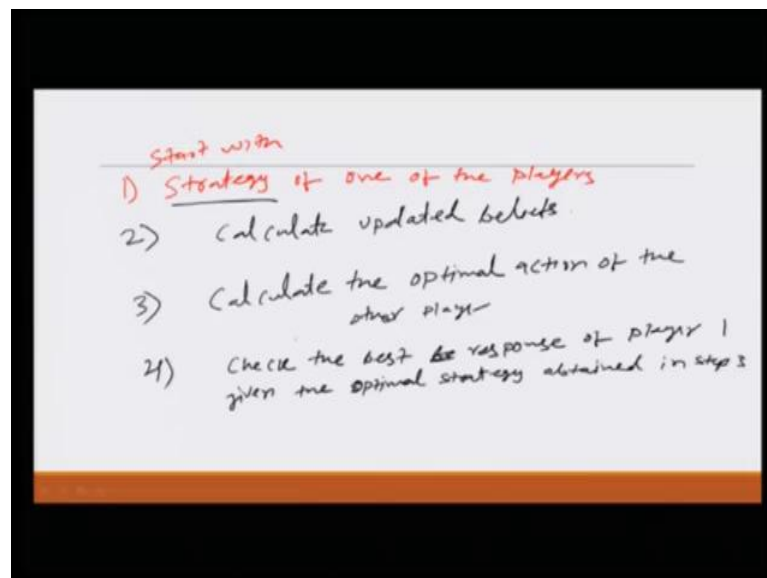 Start with
1) Strategy of one of the players
2) Calculate updated beliefs.
3) Calculate the optimal action of the
other player
4) Check the best response of player 1
given the optimal strategy obtained in step 3